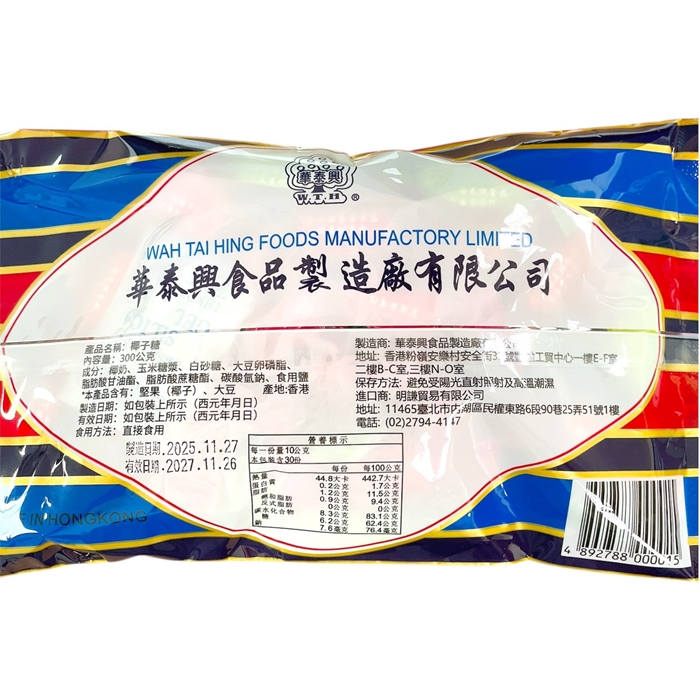 華泰興
W.T.H ®
WAH TAI HING FOODS MANUFACTORY LIMITED
華泰興食品製造廠有限公司
產品名稱: 椰子糖
內容量: 300公克
成分: 椰奶、玉米糖漿、白砂糖、大豆卵磷脂、
脂肪酸甘油酯、脂肪酸蔗糖酯、碳酸氫鈉、食用鹽
*本產品含有: 堅果（椰子）、大豆 產地:香港
製造日期: 如包裝上所示（西元年月日）
有效日期: 如包裝上所示（西元年月日）
食用方法: 直接食用
製造日期.2025.11.27
有效日期.2027.11.26
製造商: 華泰興食品製造廠
地址: 香港粉嶺安樂村安全街3 工貿中心一樓E-F室
二樓B-C室,三樓N-O室
保存方法: 避免受陽光直射照射及高溫潮濕
進口商: 明謙貿易有限公司
地址: 11465臺北市內湖區民權東路6段90巷25弄51號1樓
電話: (02)2794-4147
營養標示
每一份量10公克
本包裝含30份
每份 每100公克
熱量 44.8大卡 442.7大卡
蛋白質 0.2公克 1.7公克
脂肪 1.2公克 11.5公克
飽和脂肪 0.9公克 9.4公克
反式脂肪 0公克 0公克
碳水化合物 8.3公克 83.1公克
糖 6.2公克 62.4公克
鈉 7.6毫克 76.4毫克
IN HONGKONG
4 892788 000015